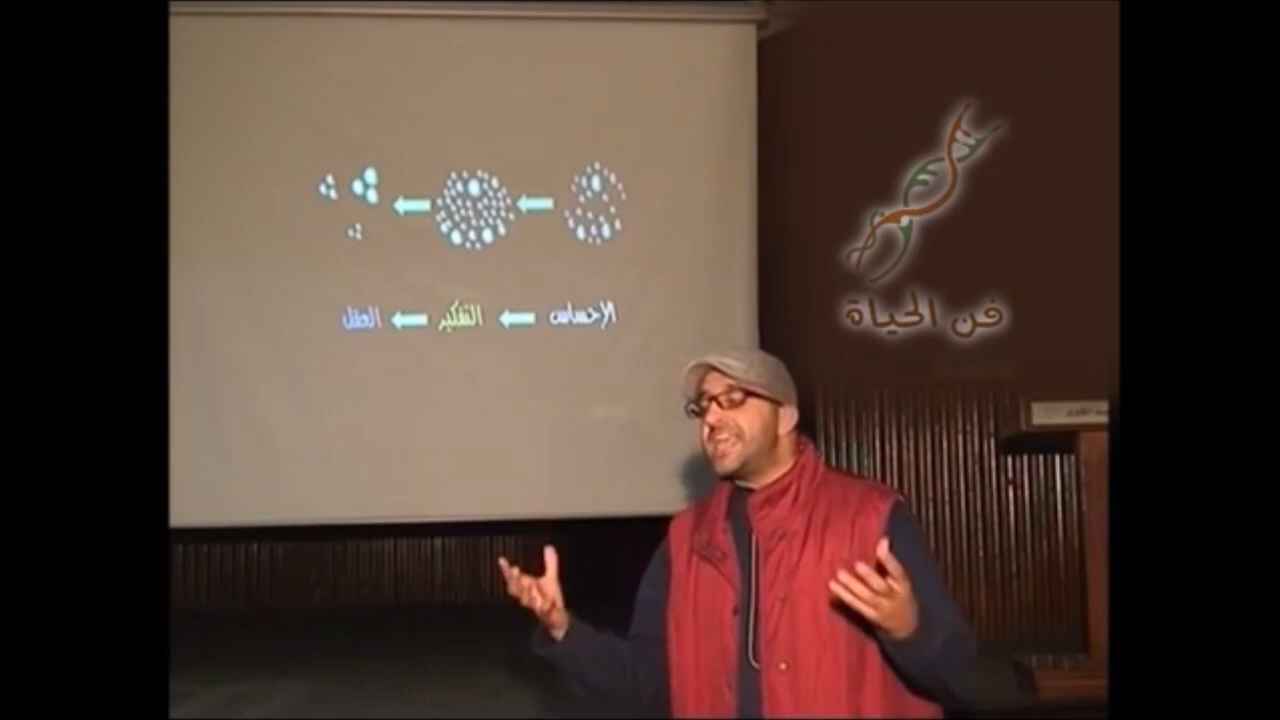 الإحساس ← التفكير ← العقل
فن الحياة